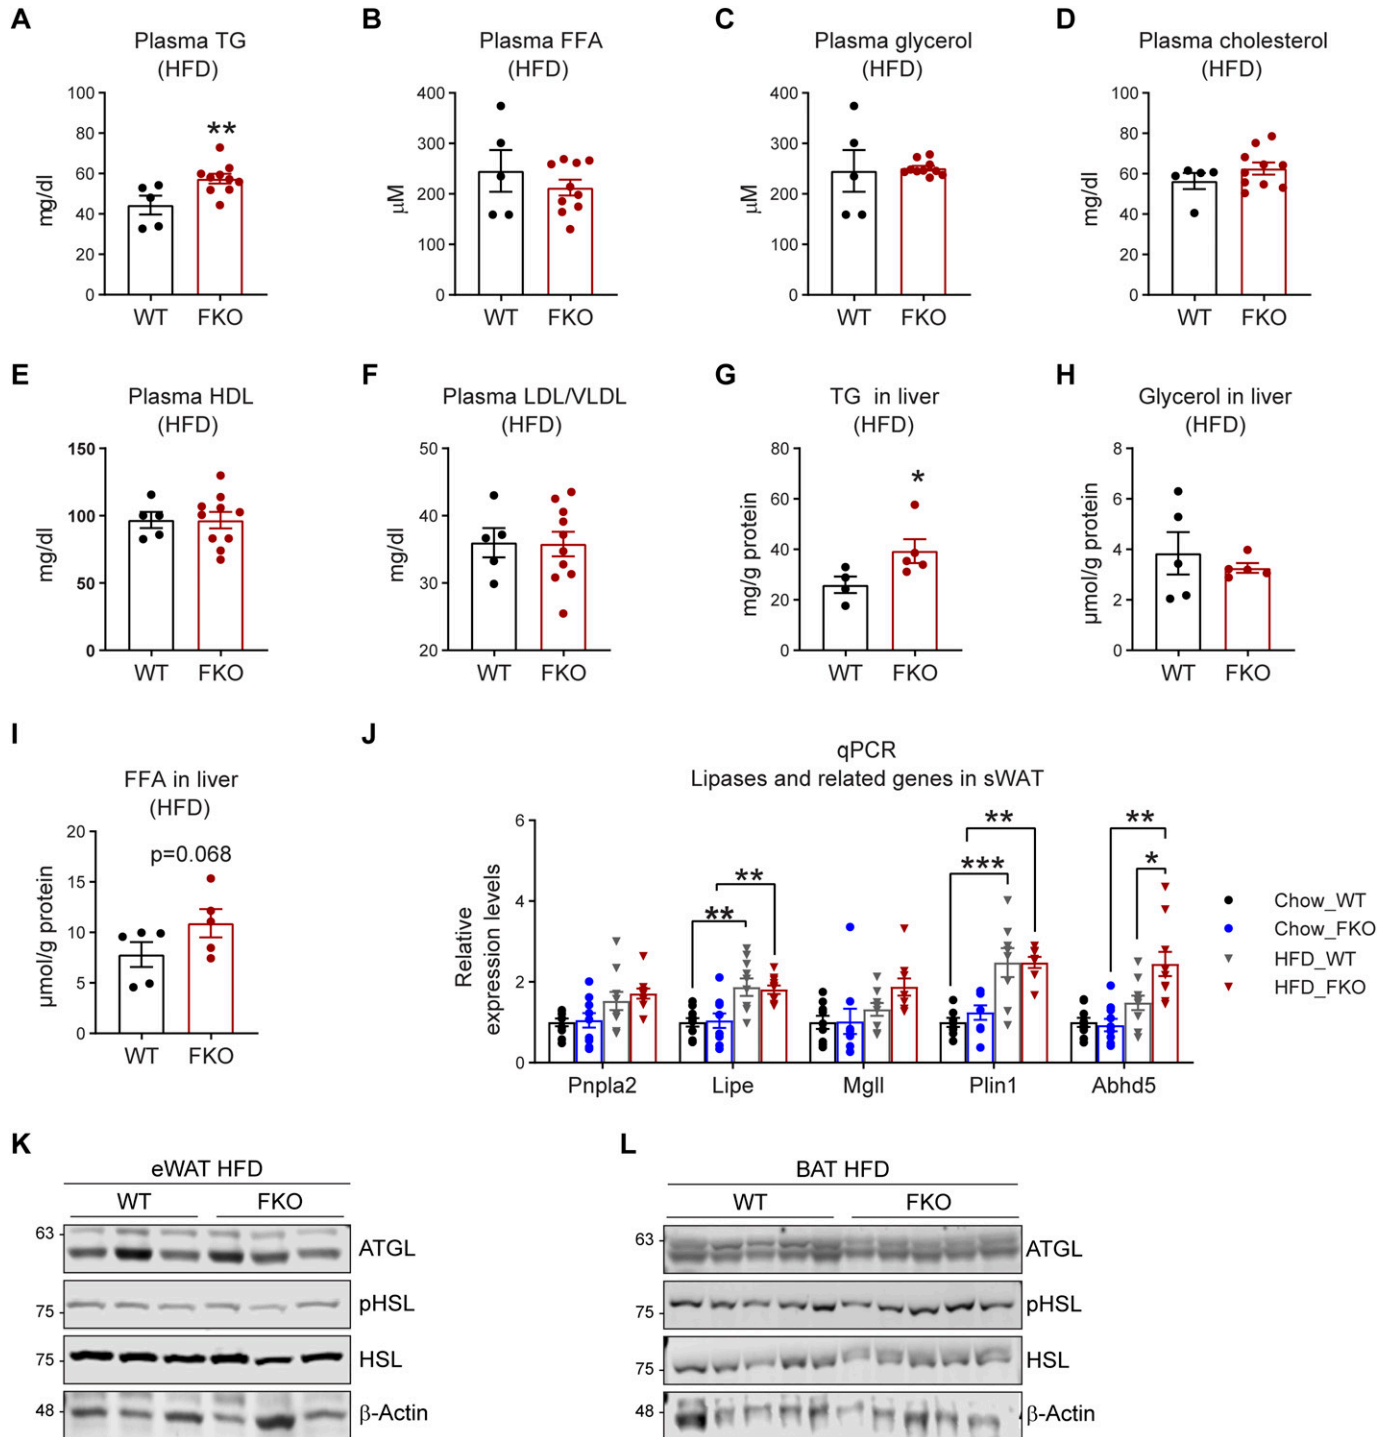 A
Plasma TG
(HFD)
100
80
60
40
20
0
mg/dl
**
WT
FKO
B
Plasma FFA
(HFD)
400
300
200
100
0
μM
WT
FKO
C
Plasma glycerol
(HFD)
400
300
200
100
0
μM
WT
FKO
D
Plasma cholesterol
(HFD)
100
80
60
40
20
0
mg/dl
WT
FKO
E
Plasma HDL
(HFD)
150
100
50
0
mg/dl
WT
FKO
F
Plasma LDL/VLDL
(HFD)
50
40
30
20
mg/dl
WT
FKO
G
TG in liver
(HFD)
80
60
40
20
0
mg/g protein
*
WT
FKO
H
Glycerol in liver
(HFD)
8
6
4
2
0
μmol/g protein
WT
FKO
I
FFA in liver
(HFD)
20
15
10
5
0
μmol/g protein
p=0.068
WT
FKO
J
qPCR
Lipases and related genes in sWAT
6
4
2
0
Relative
expression levels
**
**
***
**
**
*
Pnpla2
Lipe
Mgll
Plin1
Abhd5
Chow_WT
Chow_FKO
HFD_WT
HFD_FKO
K
eWAT HFD
WT
FKO
63
ATGL
75
pHSL
75
HSL
48
β-Actin
L
BAT HFD
WT
FKO
63
ATGL
75
pHSL
75
HSL
48
β-Actin